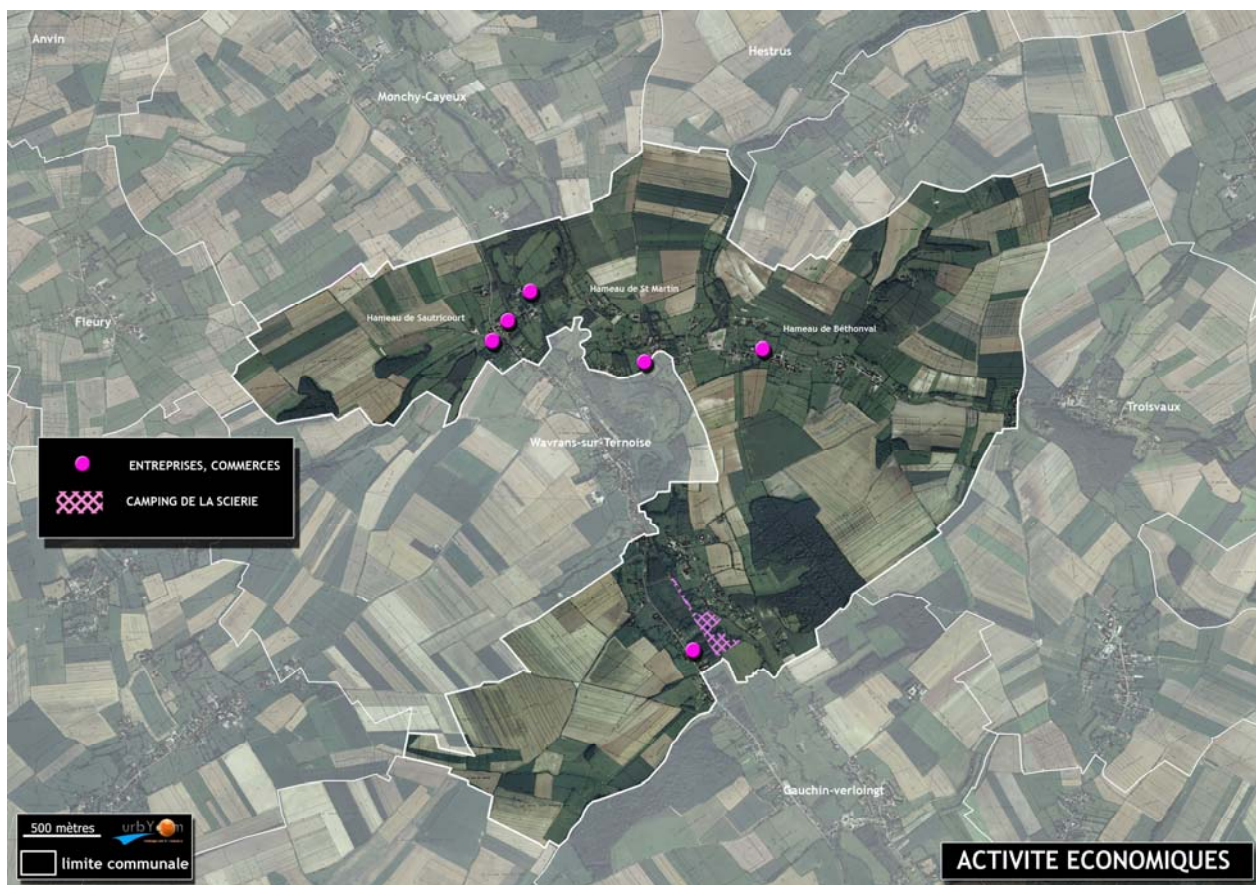 Anvin
Hestrus
Monchy-Cayeux
Hameau de St Martin
Hameau de Sautricourt
Fleury
Hameau de Béthonval
Troisvaux
Wavrans-sur-Ternoise
ENTREPRISES, COMMERCES
CAMPING DE LA SCIERIE
Gauchin-verloingt
500 mètres
urbY m
limite communale
ACTIVITE ECONOMIQUES